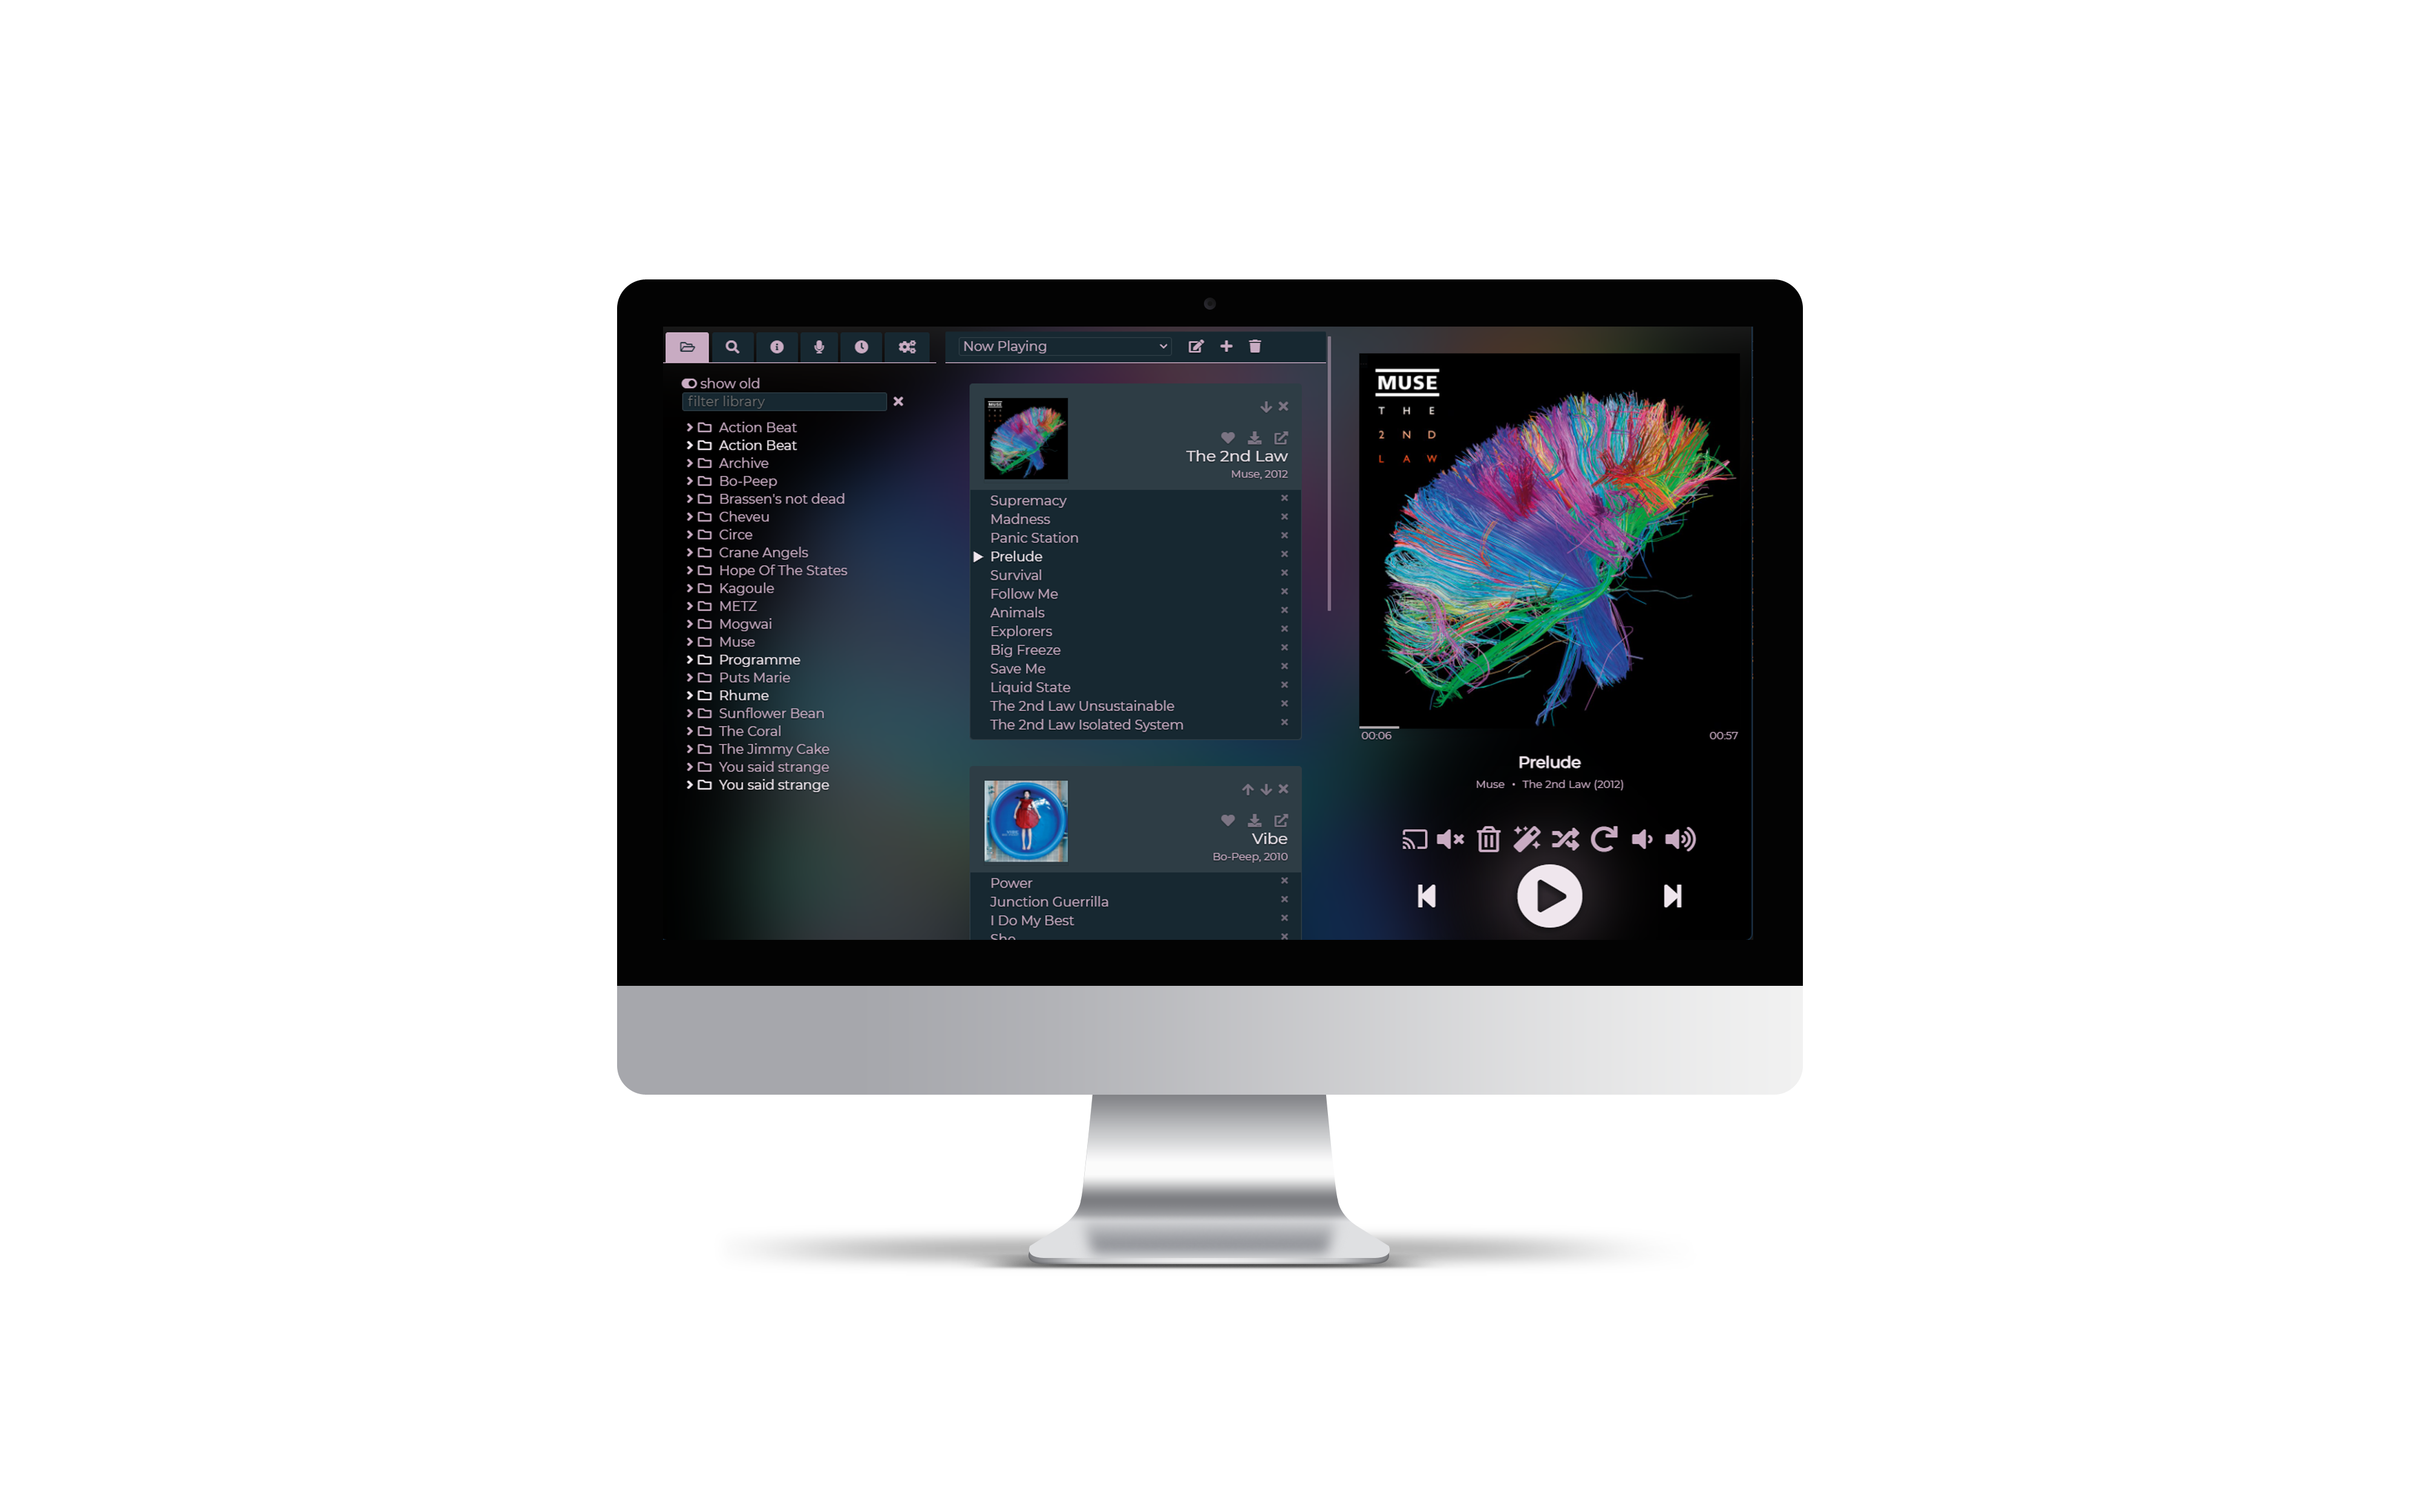 Now Playing
show old
filter library
Action Beat
Action Beat
Archive
Bo-Peep
Brassen's not dead
Cheveu
Circe
Crane Angels
Hope Of The States
Kagoule
METZ
Mogwai
Muse
Programme
Puts Marie
Rhume
Sunflower Bean
The Coral
The Jimmy Cake
You said strange
You said strange
The 2nd Law
Muse, 2012
Supremacy
Madness
Panic Station
Prelude
Survival
Follow Me
Animals
Explorers
Big Freeze
Save Me
Liquid State
The 2nd Law Unsustainable
The 2nd Law Isolated System
Vibe
Bo-Peep, 2010
Power
Junction Guerrilla
I Do My Best
She
MUSE
THE
2ND
LAW
00:06 00:57
Prelude
Muse • The 2nd Law (2012)